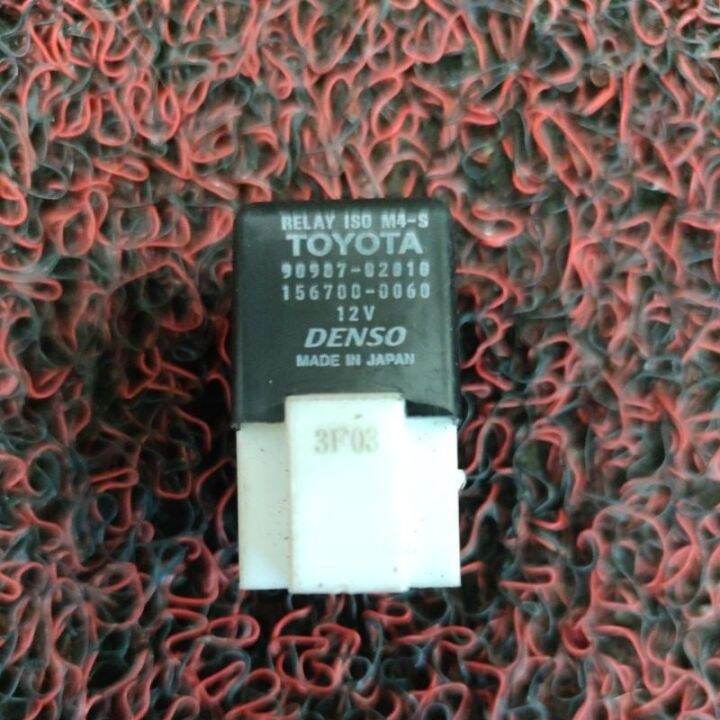 RELAY ISO M4-S
TOYOTA
90987-02010
156700-0060
12V
DENSO
MADE IN JAPAN
3F03